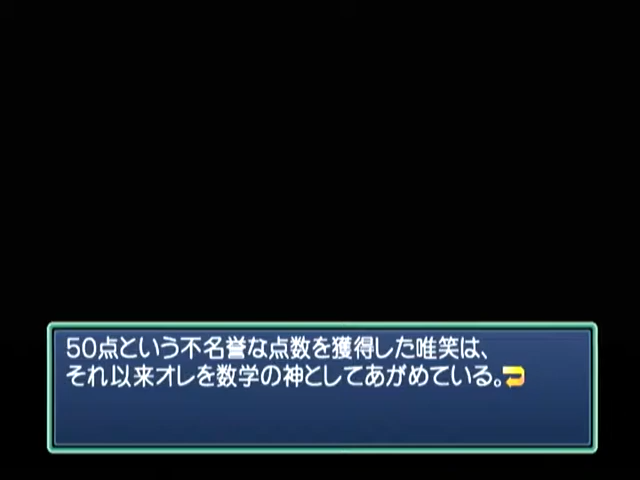 50点という不名誉な点数を獲得した唯笑は、
それ以来オレを数学の神としてあがめている。